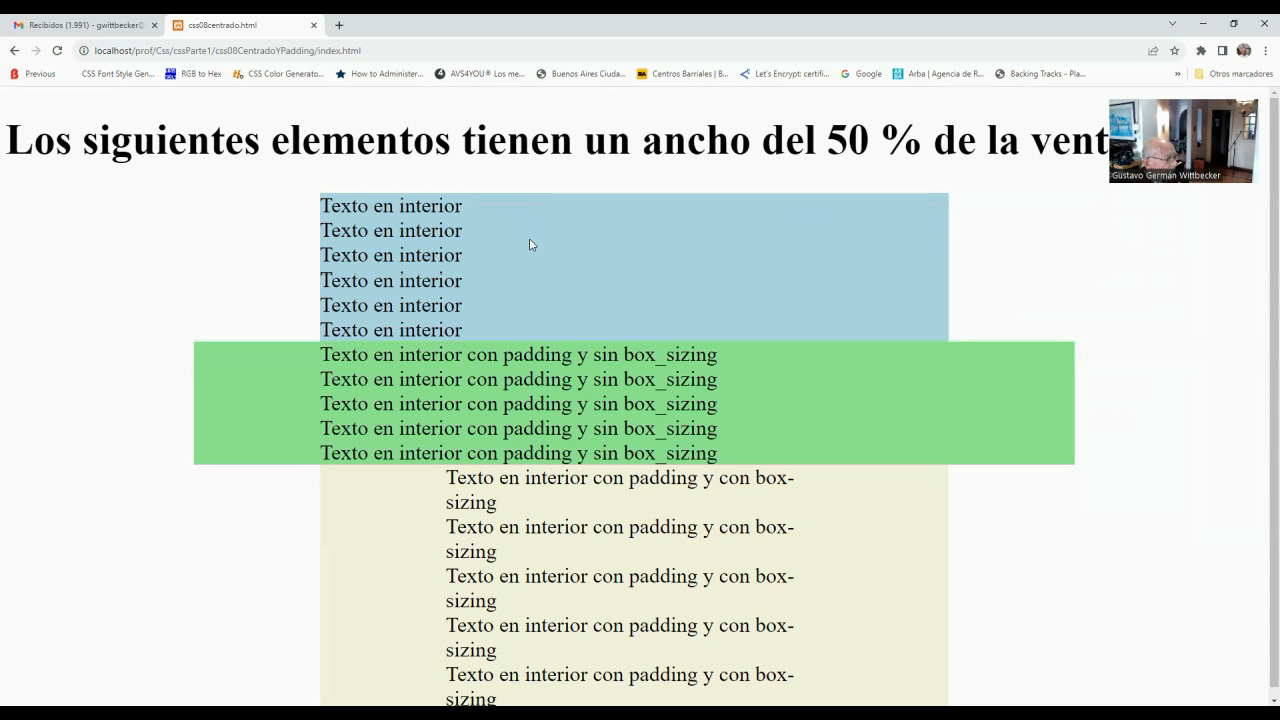 Recibidos (1.991) - gwittbecker@
css08centrado.html
localhost/prof/Css/cssParte1/css08CentradoYPadding/index.html
Previous
CSS Font Style Gen...
RGB to Hex
CSS Color Generato...
How to Administer...
AVS4YOU® Los me...
Buenos Aires Ciuda...
Centros Barriales | B...
Let's Encrypt: certifi...
Google
Arba | Agencia de R...
Backing Tracks - Pla...
»
Otros marcadores
Los siguientes elementos tienen un ancho del 50 % de la vent
Gustavo Germán Wittbecker
Texto en interior
Texto en interior
Texto en interior
Texto en interior
Texto en interior
Texto en interior
Texto en interior con padding y sin box_sizing
Texto en interior con padding y sin box_sizing
Texto en interior con padding y sin box_sizing
Texto en interior con padding y sin box_sizing
Texto en interior con padding y sin box_sizing
Texto en interior con padding y con box-
sizing
Texto en interior con padding y con box-
sizing
Texto en interior con padding y con box-
sizing
Texto en interior con padding y con box-
sizing
Texto en interior con padding y con box-
sizing